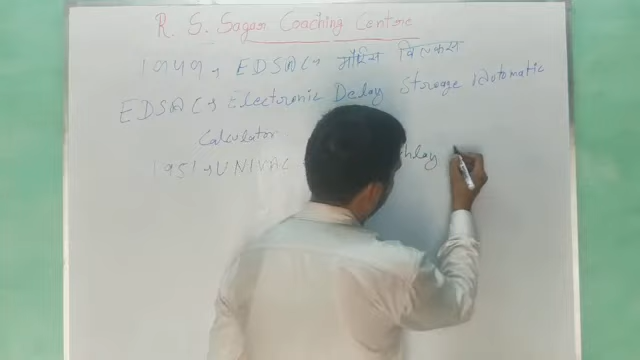 R. S. Sagar Coaching Centre
1949 → EDSAC → मौरिस विल्कस
EDSAC → Electronic Delay Storage Automatic
Calculator.
1951 → UNIVAC